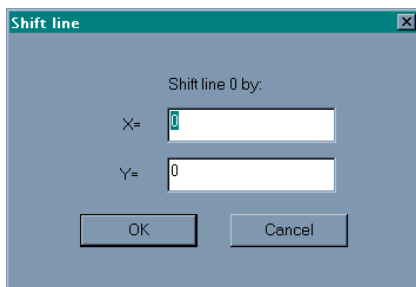 Shift line
Shift line 0 by:
X= 0
Y= 0
OK Cancel